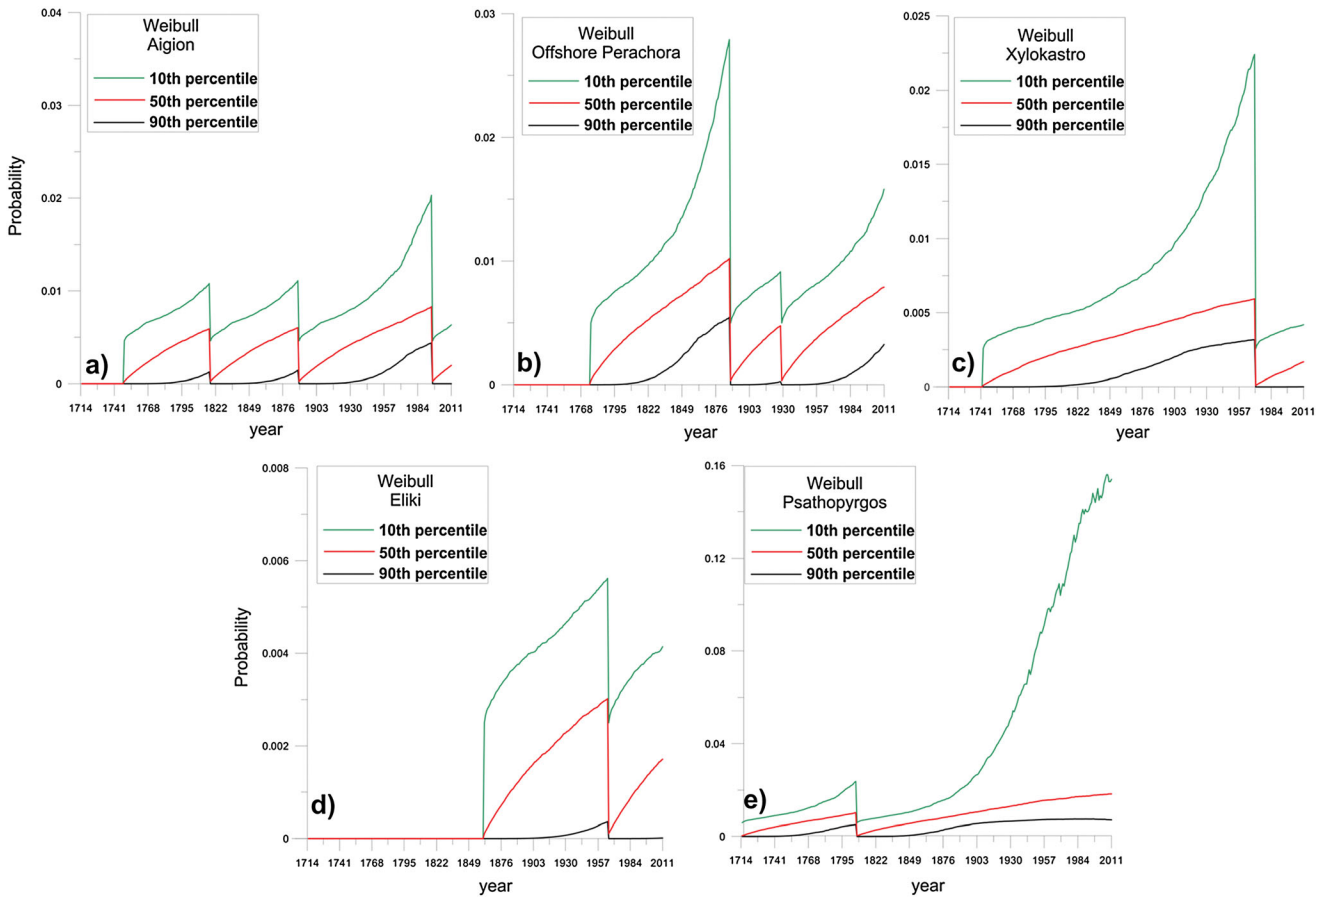 Weibull
Aigion
10th percentile
50th percentile
90th percentile
Probability
0.04
0.03
0.02
0.01
0
a)
1714 1741 1768 1795 1822 1849 1876 1903 1930 1957 1984 2011
year
Weibull
Offshore Perachora
10th percentile
50th percentile
90th percentile
0.03
0.02
0.01
0
b)
1714 1741 1768 1795 1822 1849 1876 1903 1930 1957 1984 2011
year
Weibull
Xylokastro
10th percentile
50th percentile
90th percentile
0.025
0.02
0.015
0.01
0.005
0
c)
1714 1741 1768 1795 1822 1849 1876 1903 1930 1957 1984 2011
year
Weibull
Eliki
10th percentile
50th percentile
90th percentile
Probability
0.008
0.006
0.004
0.002
0
d)
1714 1741 1768 1795 1822 1849 1876 1903 1930 1957 1984 2011
year
Weibull
Psathopyrgos
10th percentile
50th percentile
90th percentile
0.16
0.12
0.08
0.04
0
e)
1714 1741 1768 1795 1822 1849 1876 1903 1930 1957 1984 2011
year